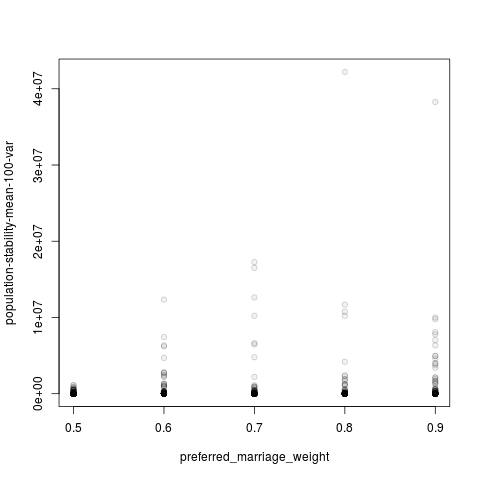 population-stability-mean-100-var
4e+07
3e+07
2e+07
1e+07
0e+00
0.5 0.6 0.7 0.8 0.9
preferred_marriage_weight